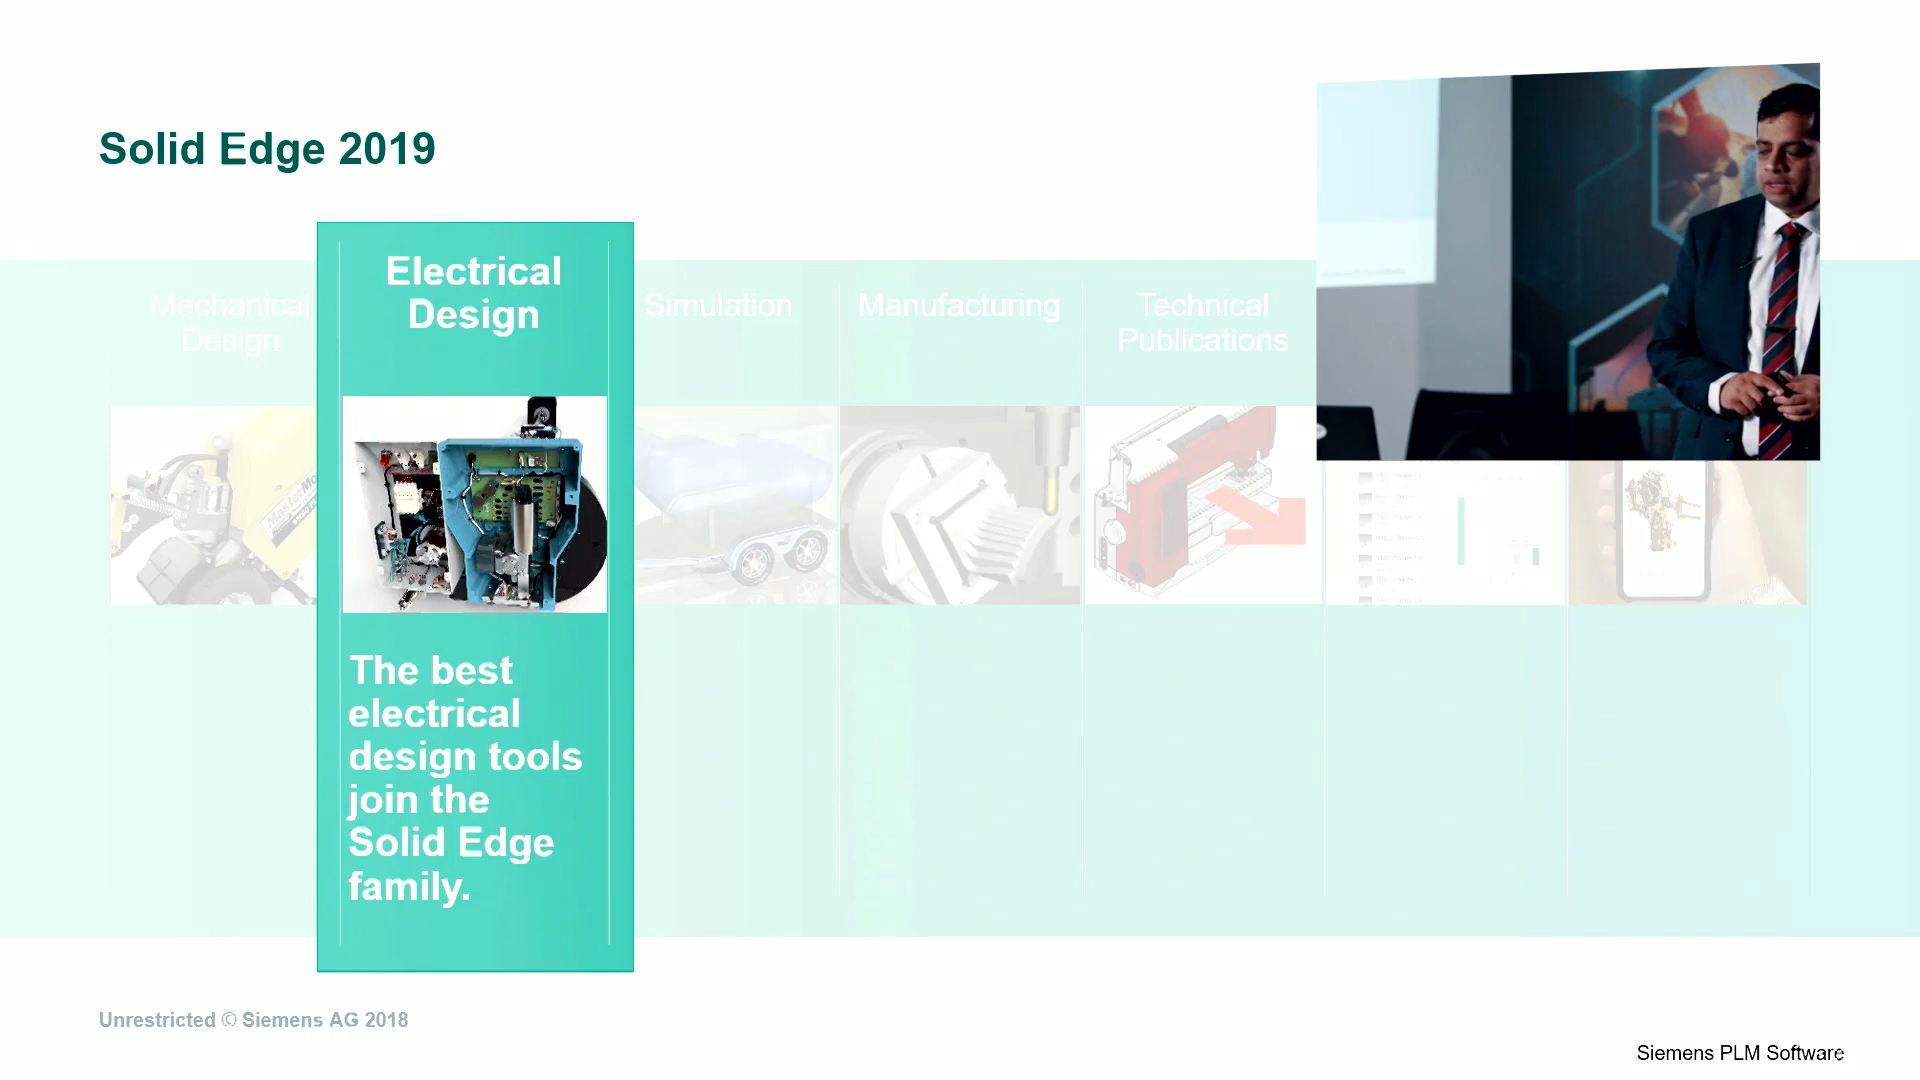 Solid Edge 2019
Mechanical
Design
Electrical
Design
Simulation
Manufacturing
Technical
Publications
The best
electrical
design tools
join the
Solid Edge
family.
Unrestricted © Siemens AG 2018
Siemens PLM Software